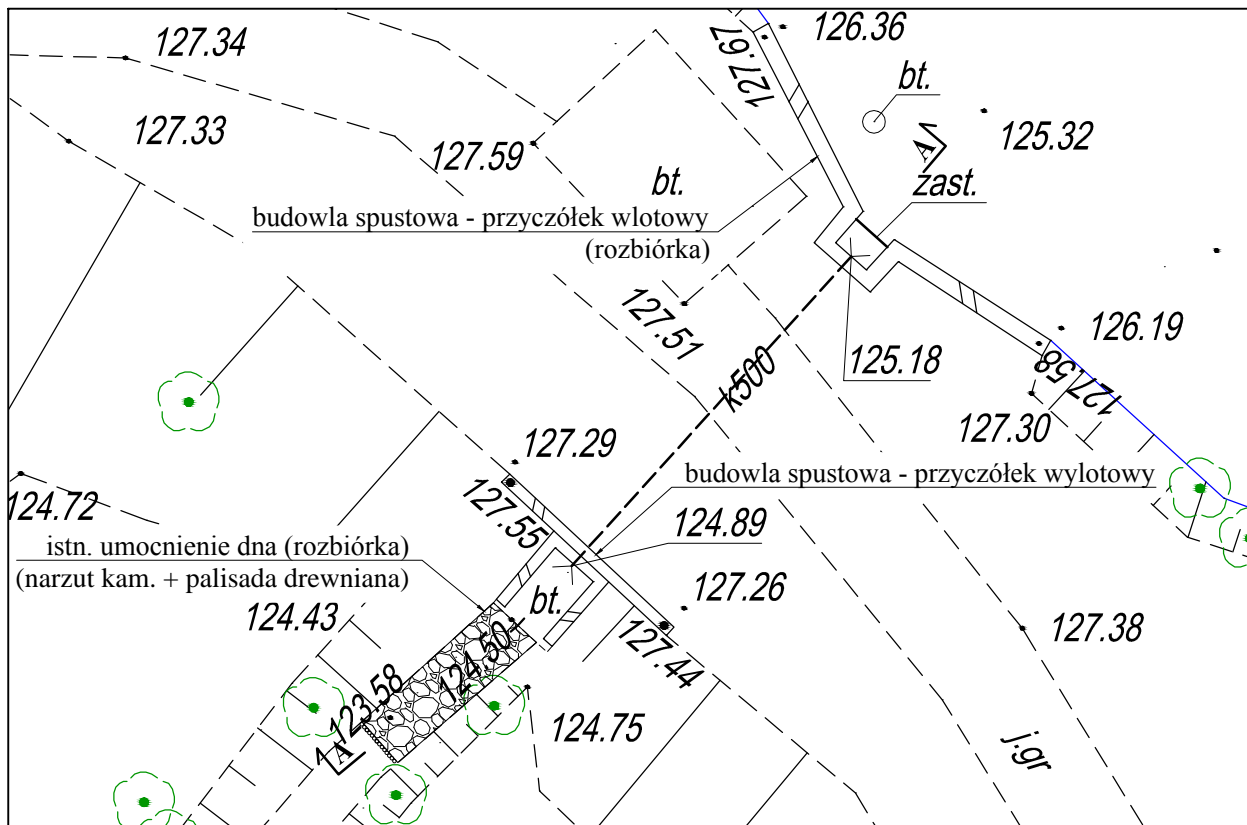 127.34
126.36
127.67
bt.
127.33
125.32
127.59
A
bt.
zast.
budowla spustowa - przyczółek wlotowy
(rozbiórka)
127.51
126.19
125.18
127.58
k500
127.30
127.29
budowla spustowa - przyczółek wylotowy
124.72
127.55
124.89
istn. umocnienie dna (rozbiórka)
(narzut kam. + palisada drewniana)
bt.
127.26
124.43
127.38
124.50
127.44
123.58
124.75
A
j.gr